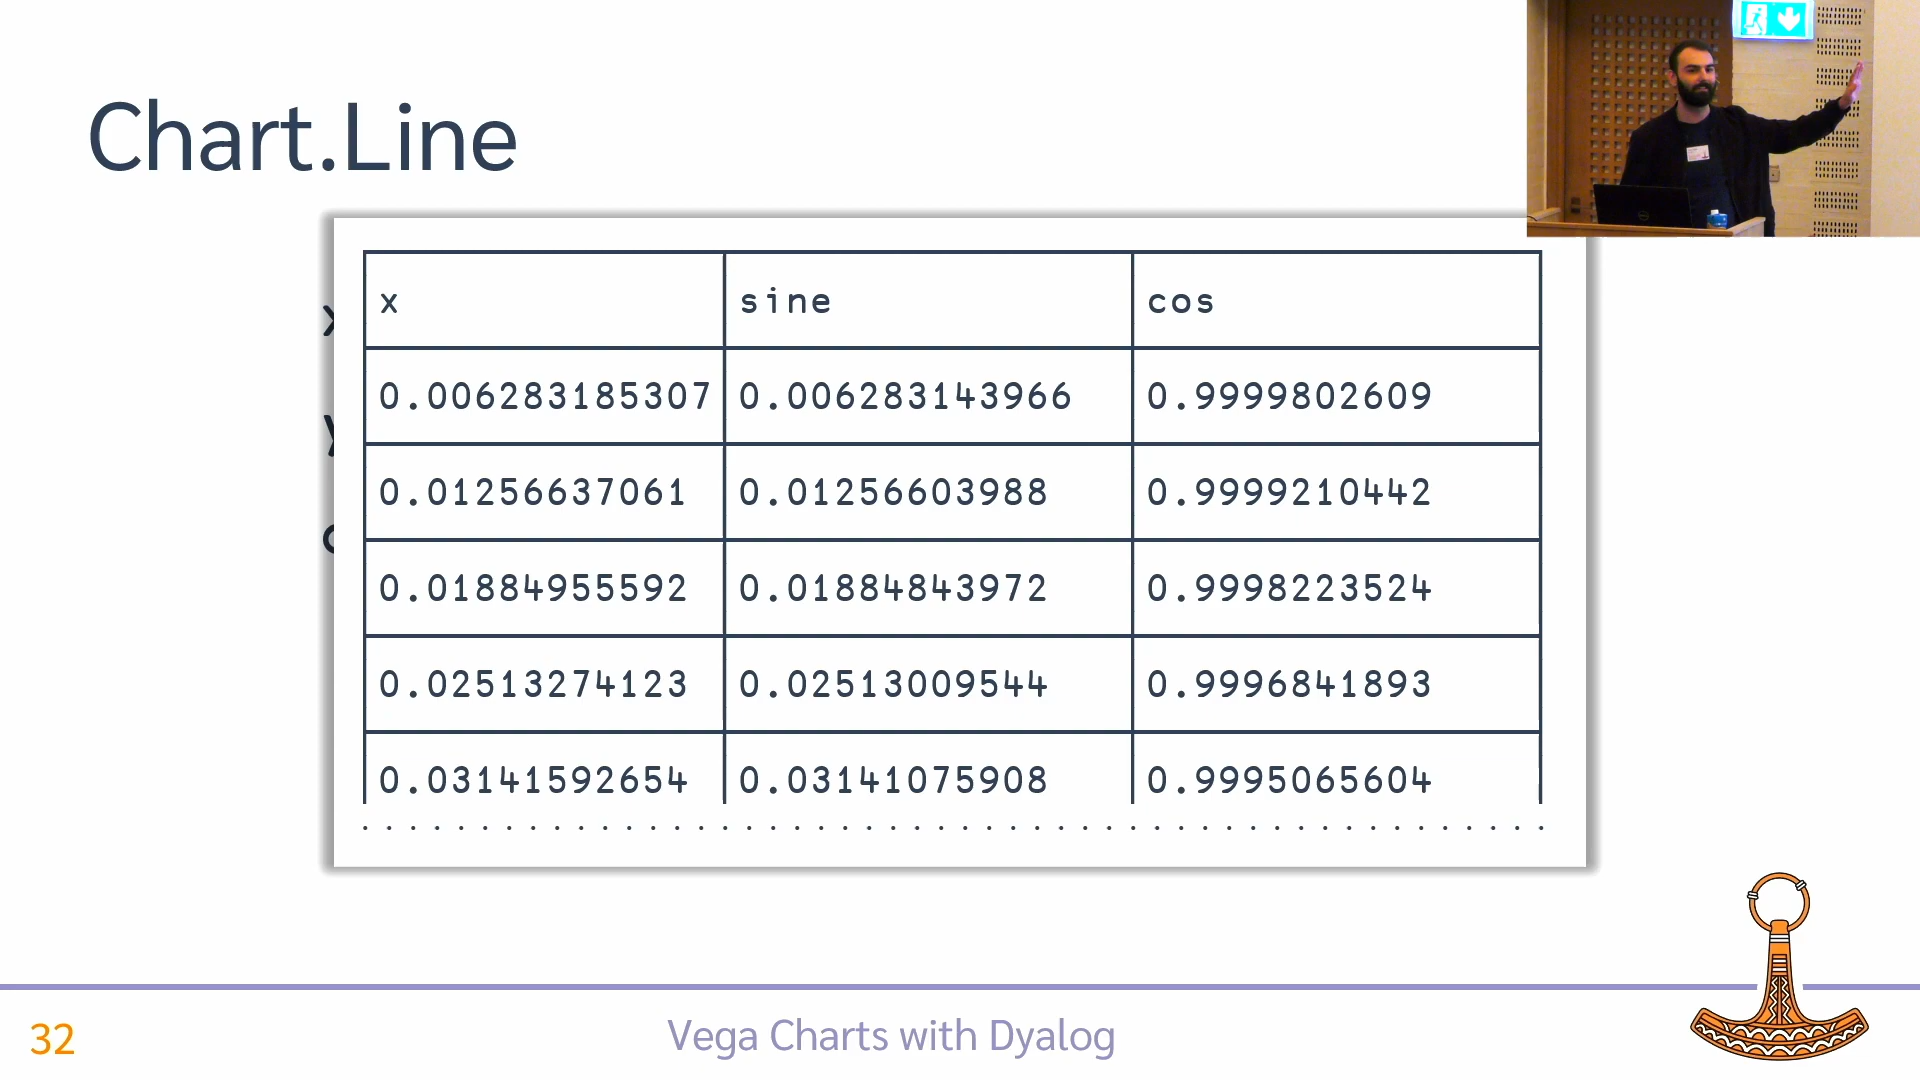 Chart.Line
x sine cos
0.006283185307 0.006283143966 0.9999802609
0.01256637061 0.01256603988 0.9999210442
0.01884955592 0.01884843972 0.9998223524
0.02513274123 0.02513009544 0.9996841893
0.03141592654 0.03141075908 0.9995065604
32
Vega Charts with Dyalog